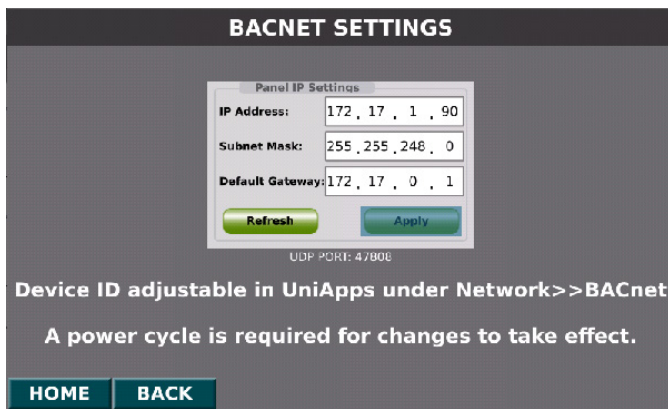 BACNET SETTINGS
Panel IP Settings
IP Address: 172 . 17 . 1 . 90
Subnet Mask: 255 . 255 . 248 . 0
Default Gateway: 172 . 17 . 0 . 1
Refresh Apply
UDP PORT: 47808
Device ID adjustable in UniApps under Network>>BACnet
A power cycle is required for changes to take effect.
HOME BACK